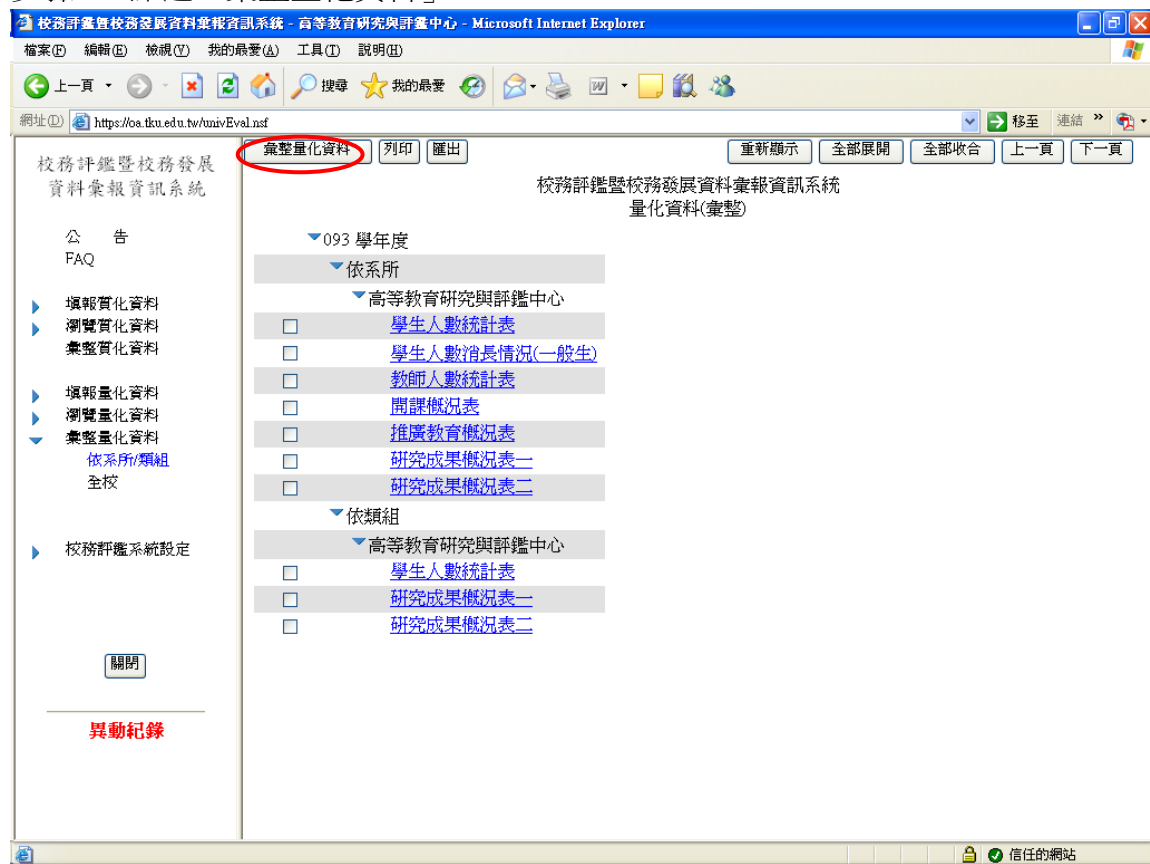 校務評鑑暨校務發展資料彙報資訊系統 - 高等教育研究與評鑑中心 - Microsoft Internet Explorer
檔案(F) 編輯(E) 檢視(V) 我的最愛(A) 工具(T) 說明(H)
上一頁 搜尋 我的最愛
網址(D) https://oa.tku.edu.tw/univEval.nsf 移至 連結 »
彙整量化資料 列印 匯出 重新顯示 全部展開 全部收合 上一頁 下一頁
校務評鑑暨校務發展
資料彙報資訊系統
公 告
FAQ
填報質化資料
瀏覽質化資料
彙整質化資料
填報量化資料
瀏覽量化資料
彙整量化資料
依系所/類組
全校
校務評鑑系統設定
關閉
異動紀錄
校務評鑑暨校務發展資料彙報資訊系統
量化資料(彙整)
093 學年度
依系所
高等教育研究與評鑑中心
學生人數統計表
學生人數消長情況(一般生)
教師人數統計表
開課概況表
推廣教育概況表
研究成果概況表一
研究成果概況表二
依類組
高等教育研究與評鑑中心
學生人數統計表
研究成果概況表一
研究成果概況表二
信任的網站